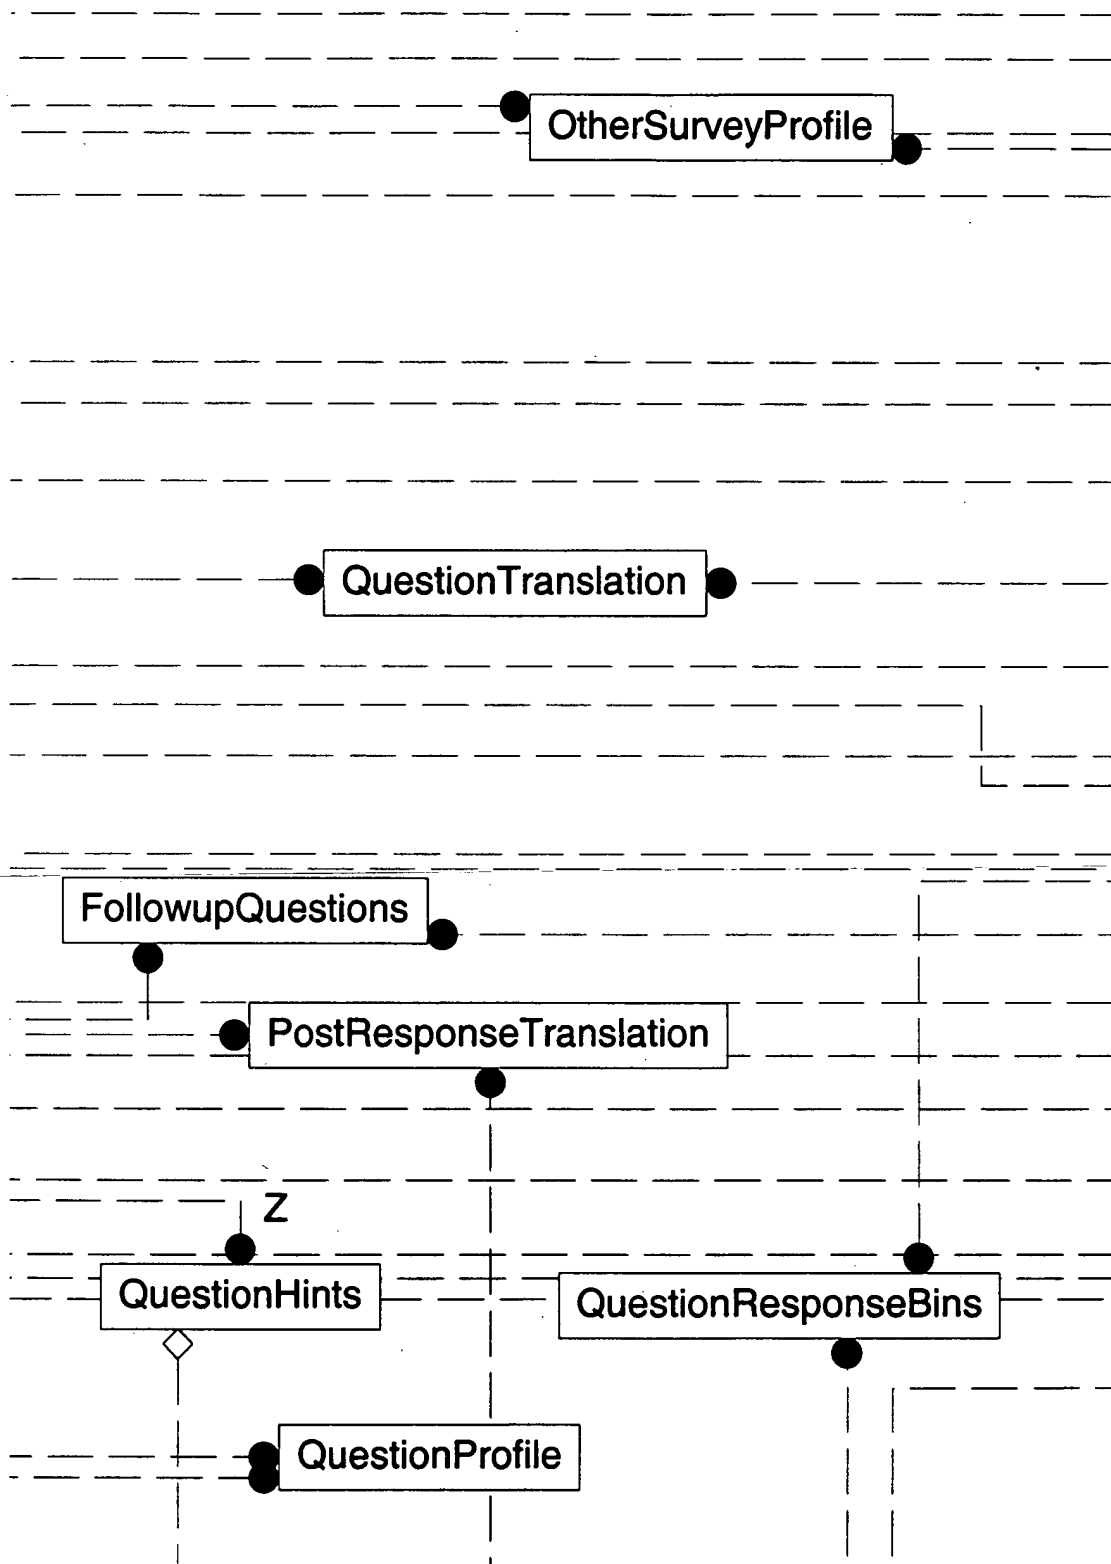 OtherSurveyProfile
QuestionTranslation
FollowupQuestions
PostResponseTranslation
Z
QuestionHints
QuestionResponseBins
QuestionProfile